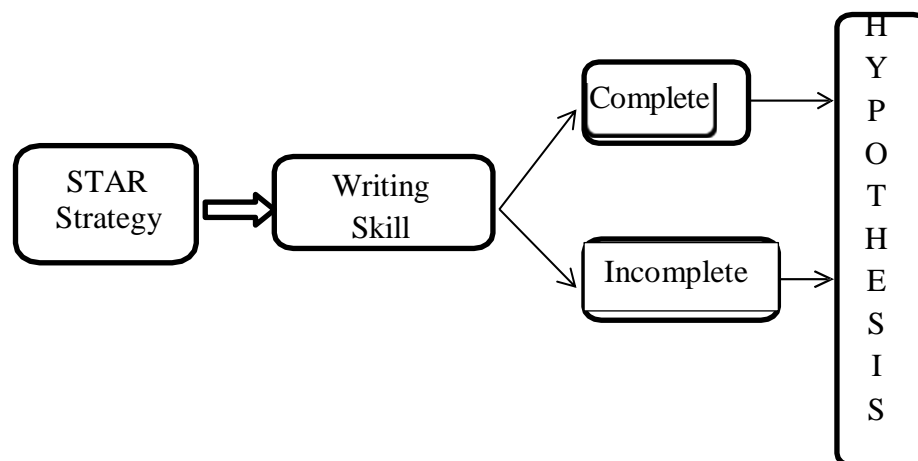 STAR
Strategy
Writing
Skill
Complete
Incomplete
H
Y
P
O
T
H
E
S
I
S